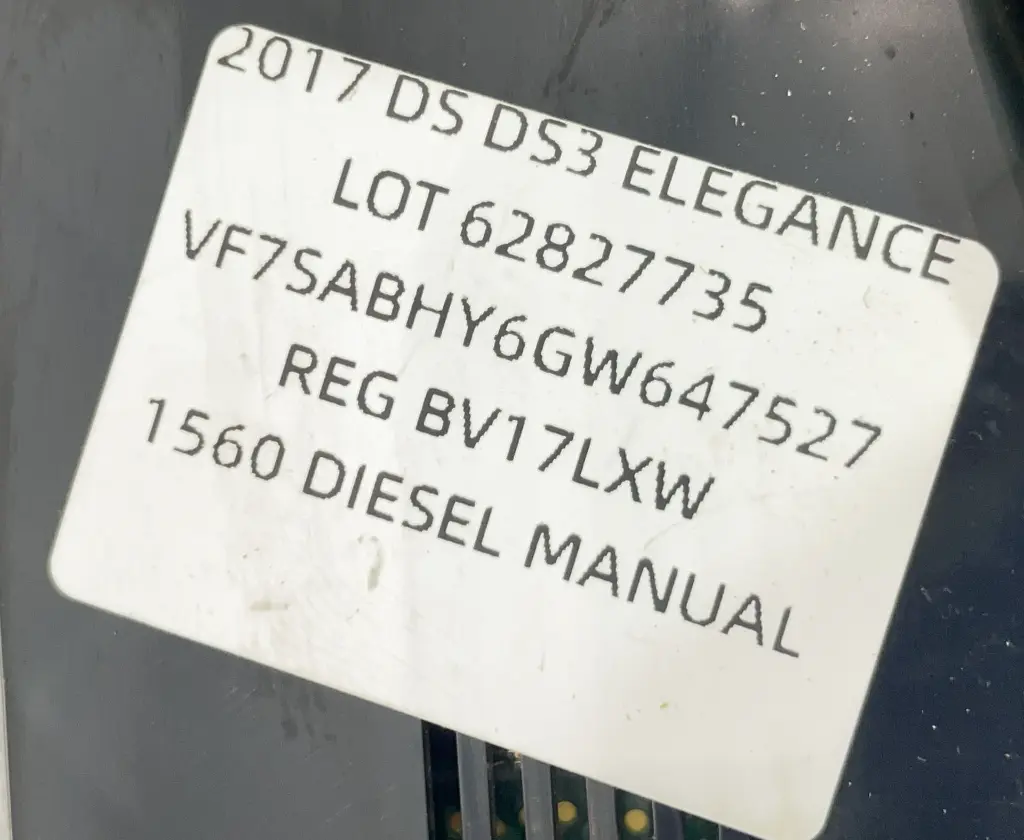 2017 DS DS3 ELEGANCE
LOT 62827735
VF7SABHY6GW647527
REG BV17LXW
1560 DIESEL MANUAL